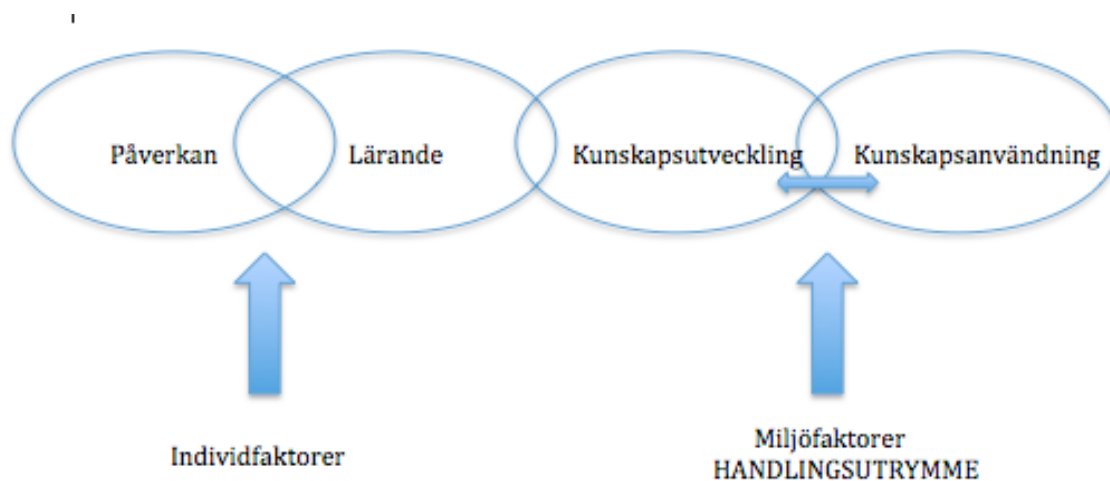 Påverkan
Lärande
Kunskapsutveckling
Kunskapsanvändning
Individfaktorer
Miljöfaktorer
HANDLINGSUTRYMME